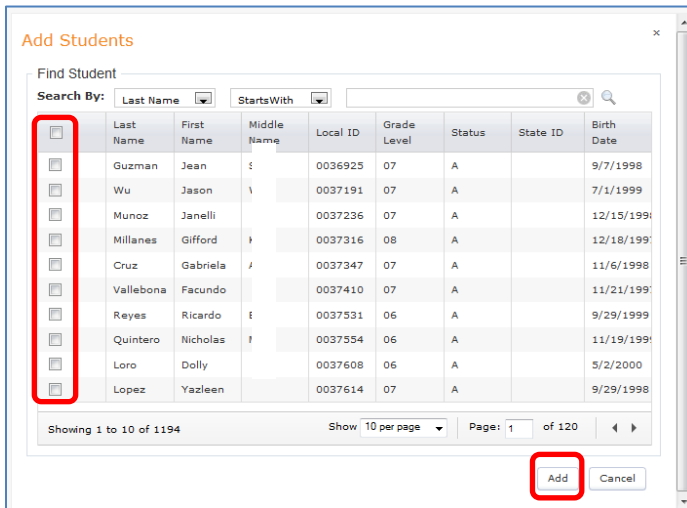 Add Students ×
Find Student
Search By: Last Name StartsWith
Last Name First Name Middle Name Local ID Grade Level Status State ID Birth Date
Guzman Jean S 0036925 07 A 9/7/1998
Wu Jason 0037191 07 A 7/1/1999
Munoz Janelli 0037236 07 A
Millanes Gifford 0037316 08 A
Cruz Gabriela A 0037347 07 A 11/6/1998
Vallebona Facundo 0037410 07 A
Reyes Ricardo 0037531 06 A 9/29/1999
Quintero Nicholas 0037554 06 A
Loro Dolly 0037608 06 A 5/2/2000
Lopez Yazleen 0037614 07 A 9/29/1998
Showing 1 to 10 of 1194 Show 10 per page Page: 1 of 120
Add Cancel